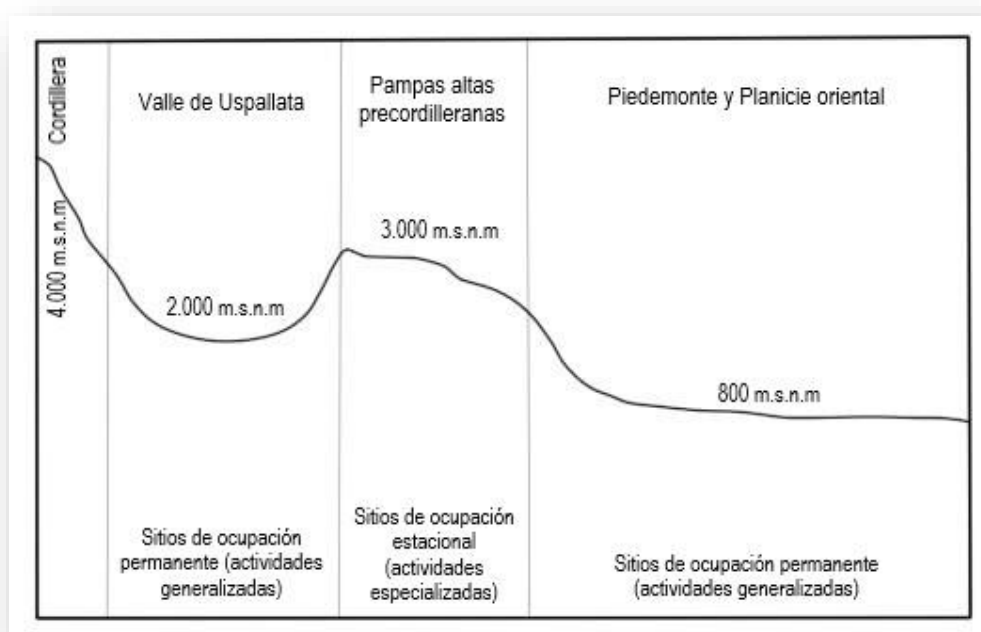 Cordillera
Valle de Uspallata
Pampas altas
precordilleranas
Piedemonte y Planicie oriental
4.000 m.s.n.m
2.000 m.s.n.m
3.000 m.s.n.m
800 m.s.n.m
Sitios de ocupación
permanente (actividades
generalizadas)
Sitios de ocupación
estacional
(actividades
especializadas)
Sitios de ocupación permanente
(actividades generalizadas)